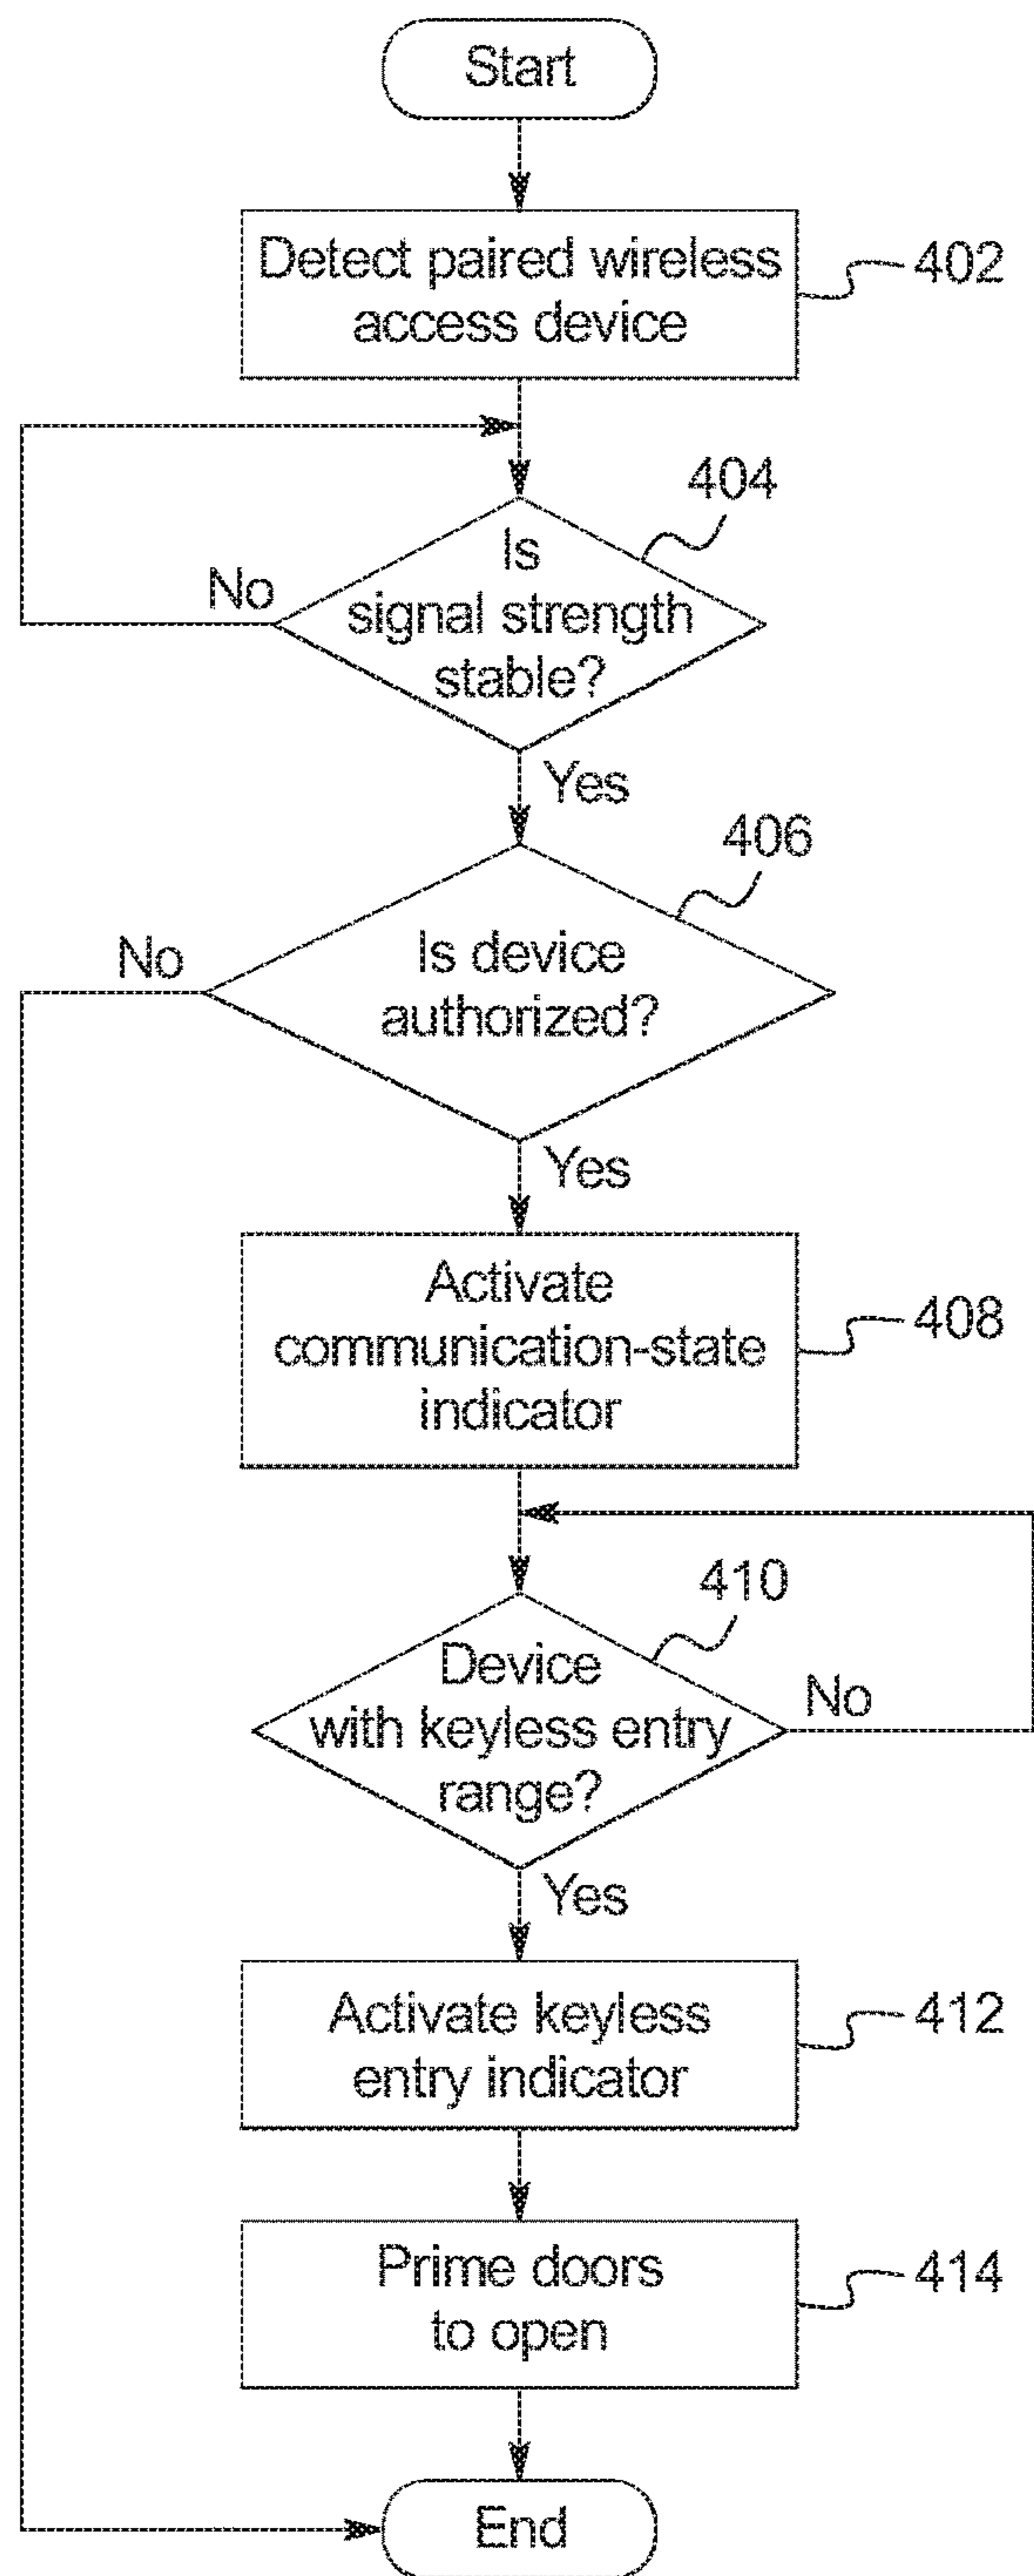 Start
Detect paired wireless
access device
402
404
Is
signal strength
stable?
No
Yes
406
Is device
authorized?
No
Yes
Activate
communication-state
indicator
408
410
Device
with keyless entry
range?
No
Yes
Activate keyless
entry indicator
412
Prime doors
to open
414
End